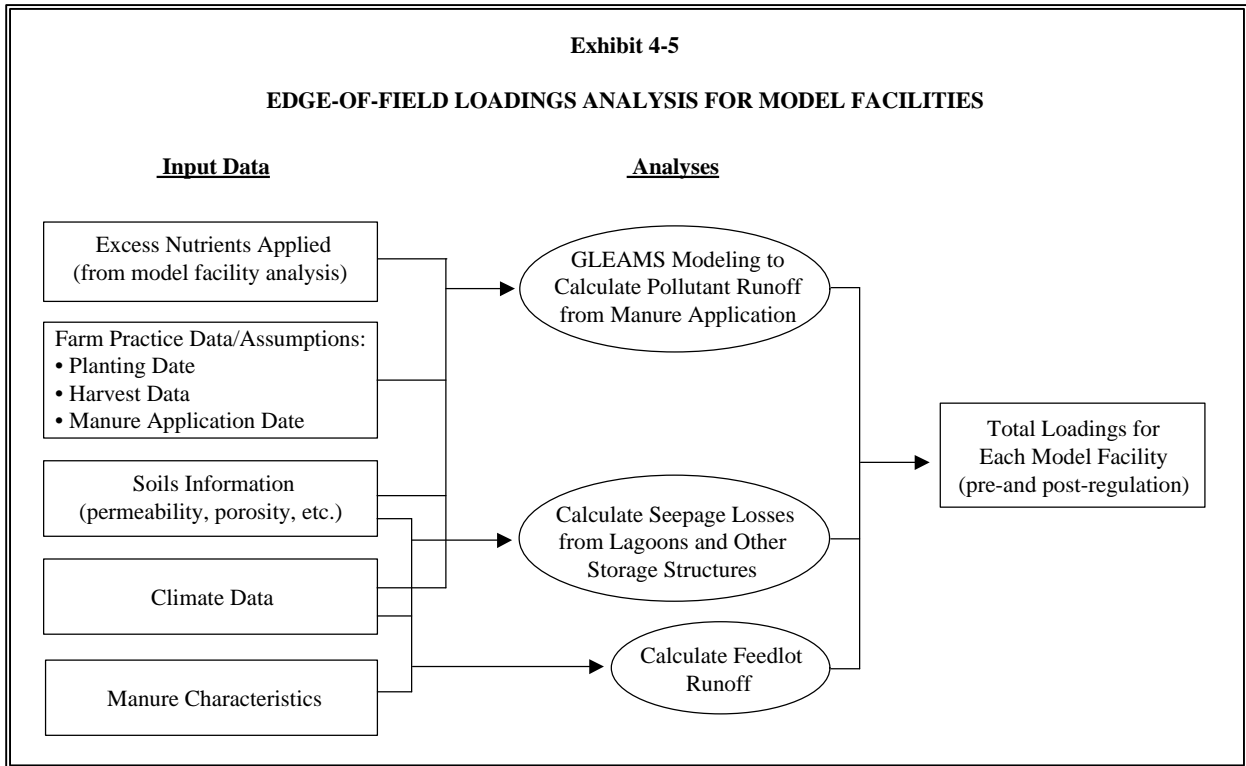 Exhibit 4-5
EDGE-OF-FIELD LOADINGS ANALYSIS FOR MODEL FACILITIES
Input Data
Analyses
Excess Nutrients Applied
(from model facility analysis)
Farm Practice Data/Assumptions:
• Planting Date
• Harvest Data
• Manure Application Date
Soils Information
(permeability, porosity, etc.)
Climate Data
Manure Characteristics
GLEAMS Modeling to
Calculate Pollutant Runoff
from Manure Application
Calculate Seepage Losses
from Lagoons and Other
Storage Structures
Calculate Feedlot
Runoff
Total Loadings for
Each Model Facility
(pre-and post-regulation)